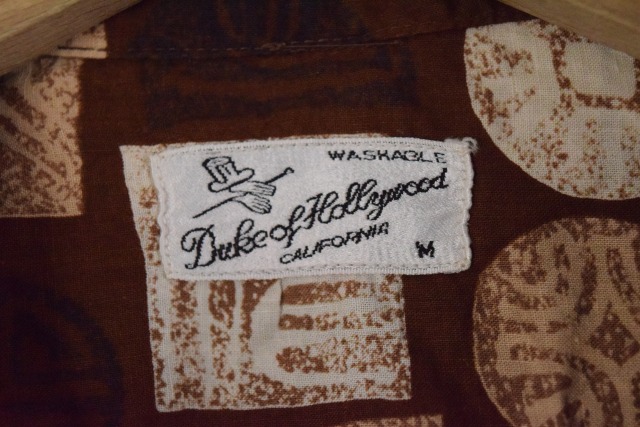 WASHABLE
Duke of Hollywood
CALIFORNIA
M